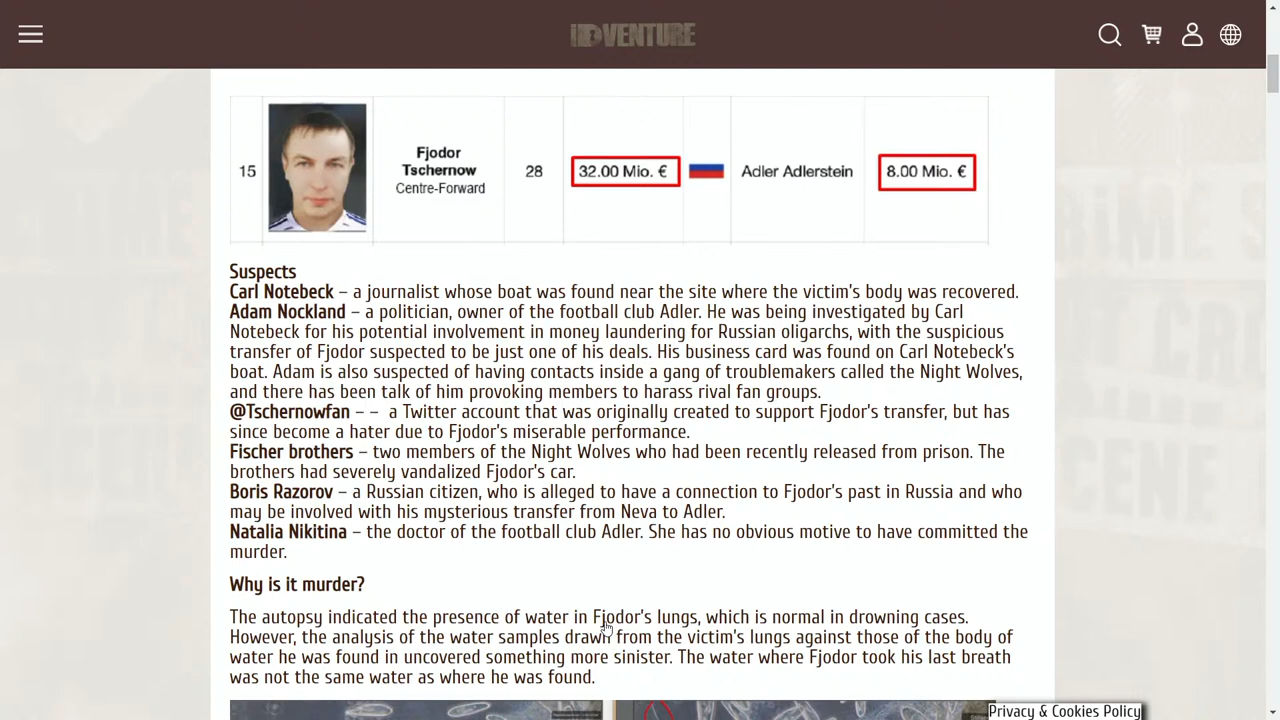 iDVENTURE
15
Fjodor
Tschernow
Centre-Forward
28
32.00 Mio. €
Adler Adlerstein
8.00 Mio. €
Suspects
Carl Notebeck – a journalist whose boat was found near the site where the victim's body was recovered.
Adam Nockland – a politician, owner of the football club Adler. He was being investigated by Carl
Notebeck for his potential involvement in money laundering for Russian oligarchs, with the suspicious
transfer of Fjodor suspected to be just one of his deals. His business card was found on Carl Notebeck's
boat. Adam is also suspected of having contacts inside a gang of troublemakers called the Night Wolves,
and there has been talk of him provoking members to harass rival fan groups.
@Tschernowfan – – a Twitter account that was originally created to support Fjodor's transfer, but has
since become a hater due to Fjodor's miserable performance.
Fischer brothers – two members of the Night Wolves who had been recently released from prison. The
brothers had severely vandalized Fjodor's car.
Boris Razorov – a Russian citizen, who is alleged to have a connection to Fjodor's past in Russia and who
may be involved with his mysterious transfer from Neva to Adler.
Natalia Nikitina – the doctor of the football club Adler. She has no obvious motive to have committed the
murder.
Why is it murder?
The autopsy indicated the presence of water in Fjodor's lungs, which is normal in drowning cases.
However, the analysis of the water samples drawn from the victim's lungs against those of the body of
water he was found in uncovered something more sinister. The water where Fjodor took his last breath
was not the same water as where he was found.
Privacy & Cookies Policy